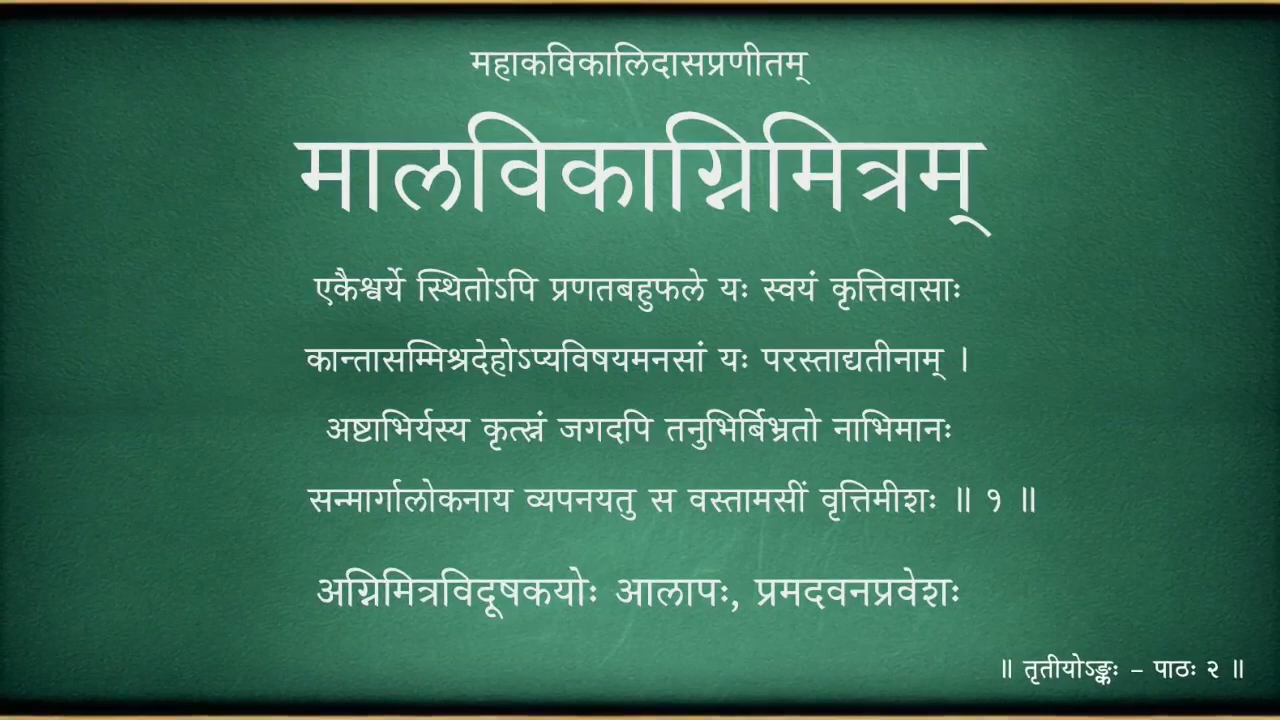 महाकविकालिदासप्रणीतम्
मालविकाग्निमित्रम्
एकैश्वर्ये स्थितोऽपि प्रणतबहुफले यः स्वयं कृत्तिवासाः
कान्तासम्मिश्रदेहोऽप्यविषयमनसां यः परस्ताद्यतीनाम् ।
अष्टाभिर्यस्य कृत्स्नं जगदपि तनुभिर्बिभ्रतो नाभिमानः
सन्मार्गालोकनाय व्यपनयतु स वस्तामसीं वृत्तिमीशः ॥ १ ॥
अग्निमित्रविदूषकयोः आलापः, प्रमदवनप्रवेशः
॥ तृतीयोऽङ्कः – पाठः २ ॥